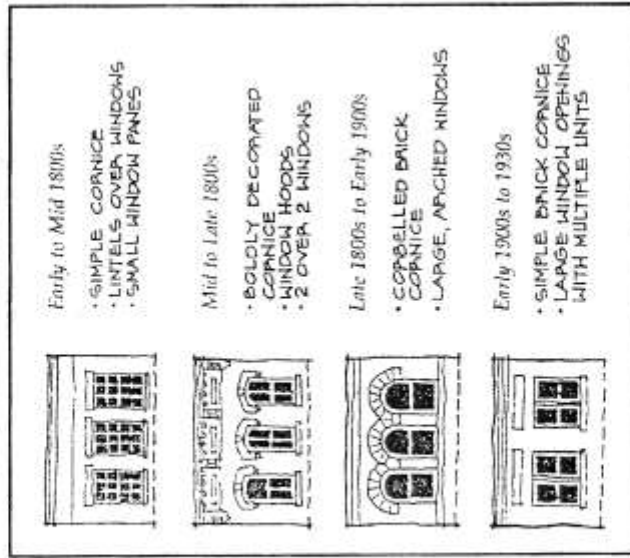 Early to Mid 1800s
• SIMPLE CORNICE
• LINTELS OVER WINDOWS
• SMALL WINDOW PANES
Mid to Late 1800s
• BOLDLY DECORATED
CORNICE
• WINDOW HOODS
• 2 OVER 2 WINDOWS
Late 1800s to Early 1900s
• CORBELLED BRICK
CORNICE
• LARGE, ARCHED WINDOWS
Early 1900s to 1930s
• SIMPLE BRICK CORNICE
• LARGE WINDOW OPENINGS
WITH MULTIPLE UNITS